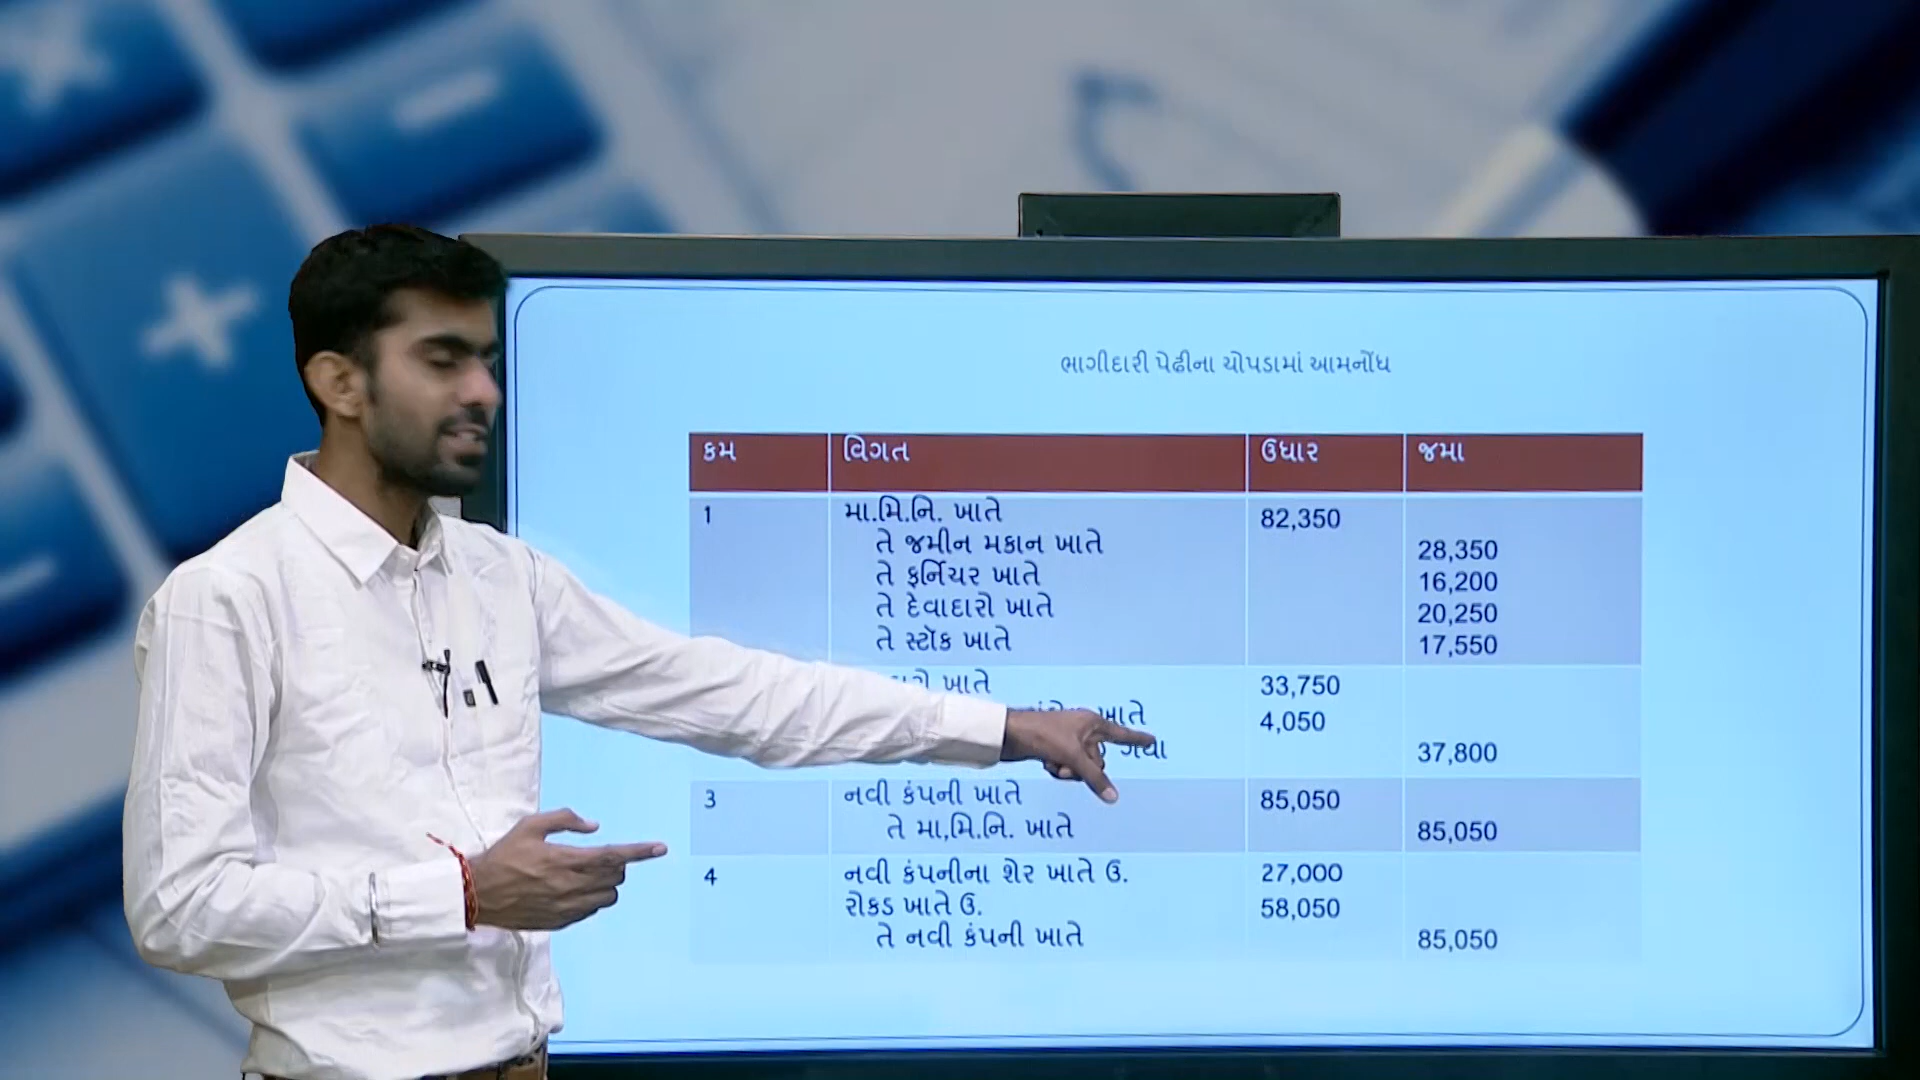 ભાગીદારી પેઢીના ચોપડામાં આમનોંધ
ક્રમ વિગત ઉધાર જમા
1 મા.મિ.નિ. ખાતે 82,350
તે જમીન મકાન ખાતે 28,350
તે ફર્નિચર ખાતે 16,200
તે દેવાદારો ખાતે 20,250
તે સ્ટૉક ખાતે 17,550
ખાતે 33,750
ખાતે 4,050
ગયા 37,800
3 નવી કંપની ખાતે 85,050
તે મા,મિ.નિ. ખાતે 85,050
4 નવી કંપનીના શેર ખાતે ઉ. 27,000
રોકડ ખાતે ઉ. 58,050
તે નવી કંપની ખાતે 85,050